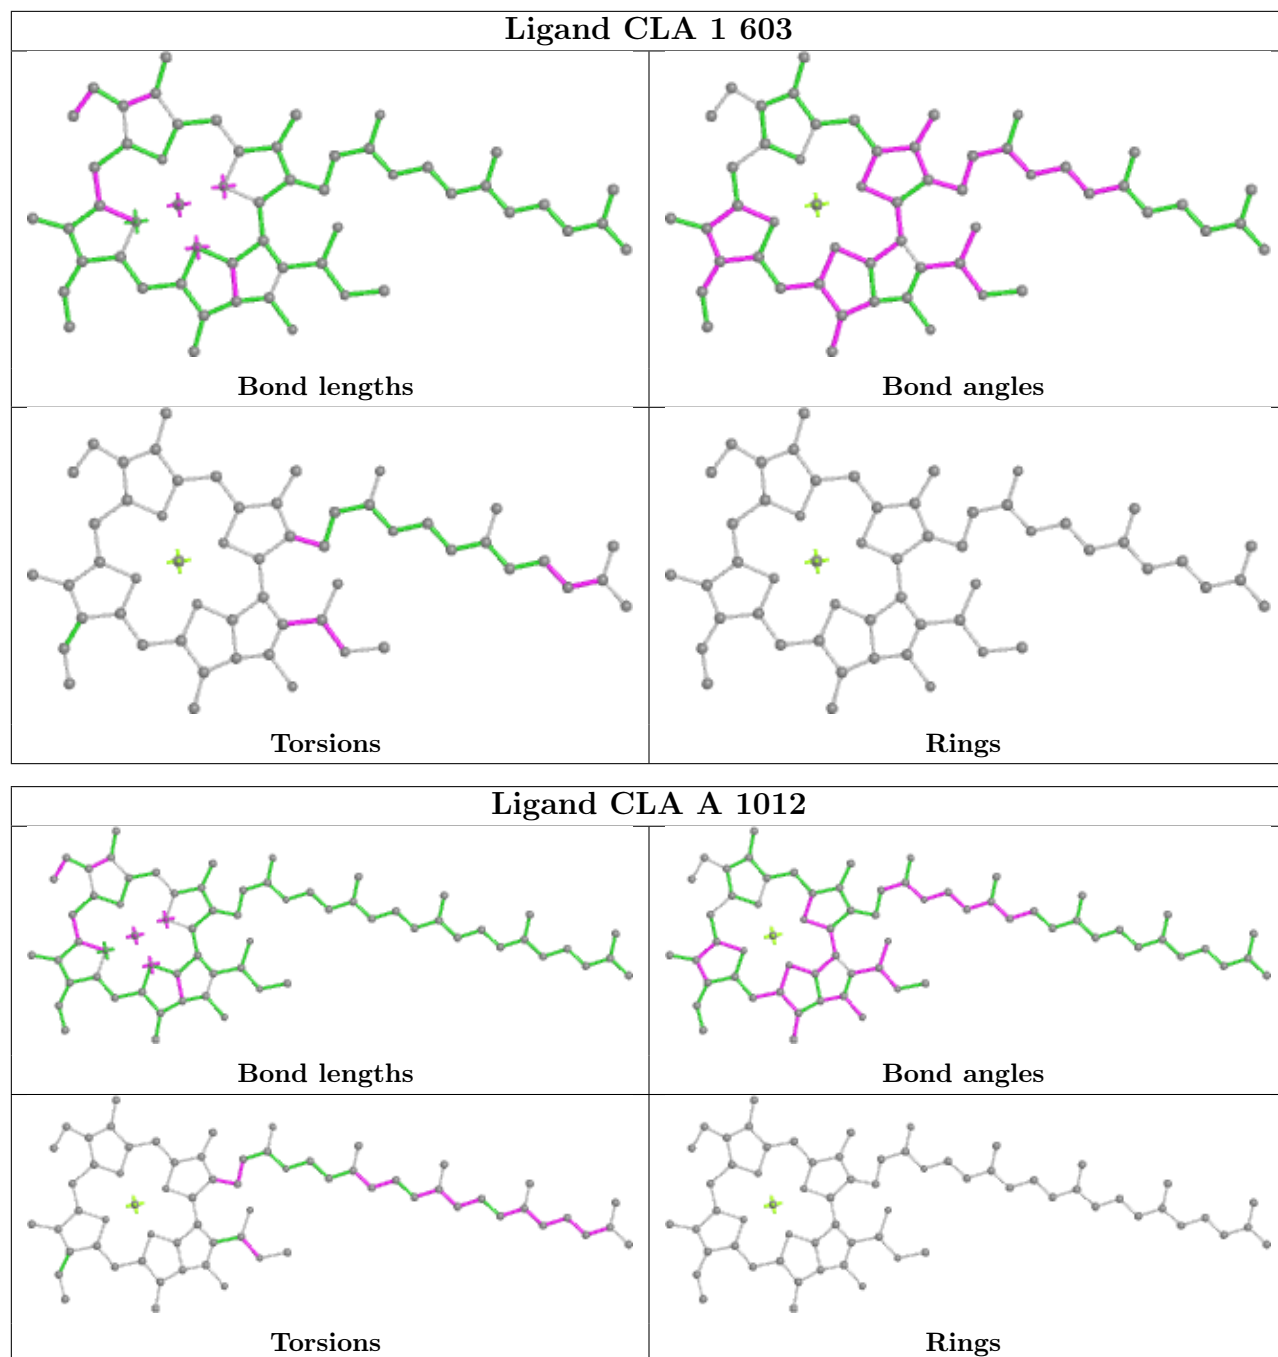 Ligand CLA 1 603
Bond lengths
Bond angles
Torsions
Rings
Ligand CLA A 1012
Bond lengths
Bond angles
Torsions
Rings